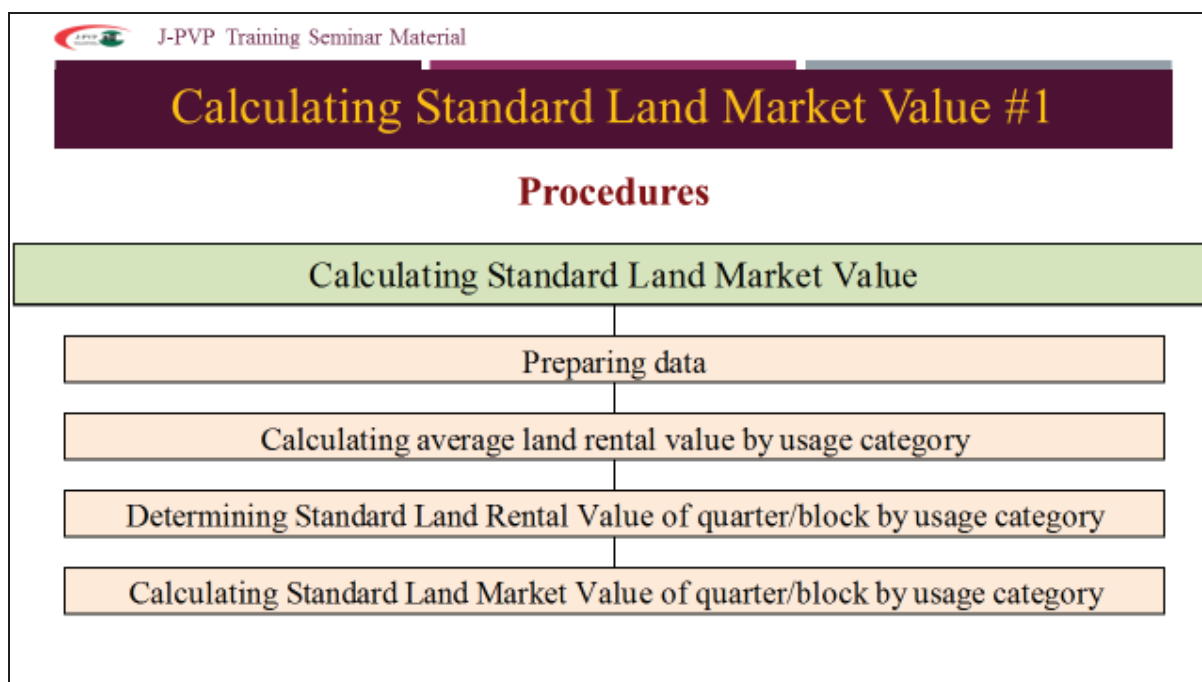 J-PVP Training Seminar Material
Calculating Standard Land Market Value #1
Procedures
Calculating Standard Land Market Value
Preparing data
Calculating average land rental value by usage category
Determining Standard Land Rental Value of quarter/block by usage category
Calculating Standard Land Market Value of quarter/block by usage category